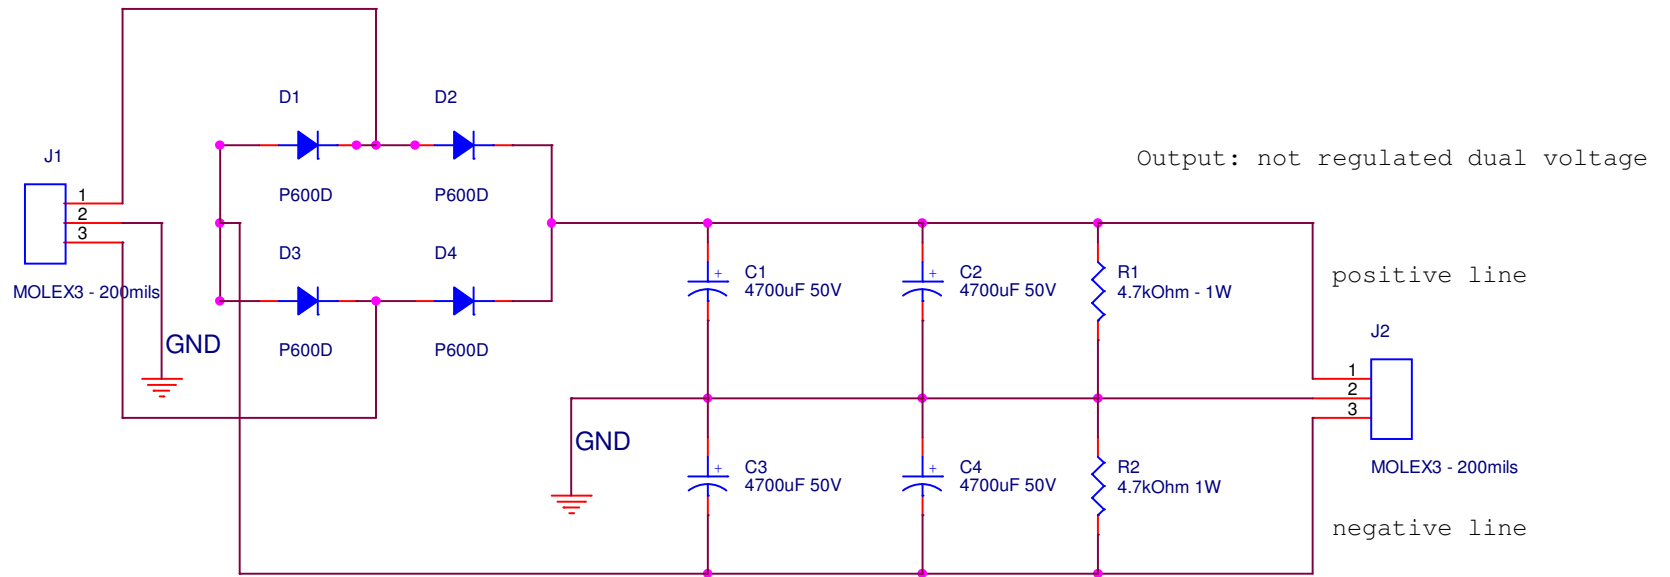 D1
D2
J1
Output: not regulated dual voltage
1
2
3
P600D
P600D
D3
D4
MOLEX3 - 200mils
C1
4700uF 50V
C2
4700uF 50V
R1
4.7kOhm - 1W
positive line
GND
P600D
P600D
J2
1
2
3
GND
C3
4700uF 50V
C4
4700uF 50V
R2
4.7kOhm 1W
MOLEX3 - 200mils
negative line